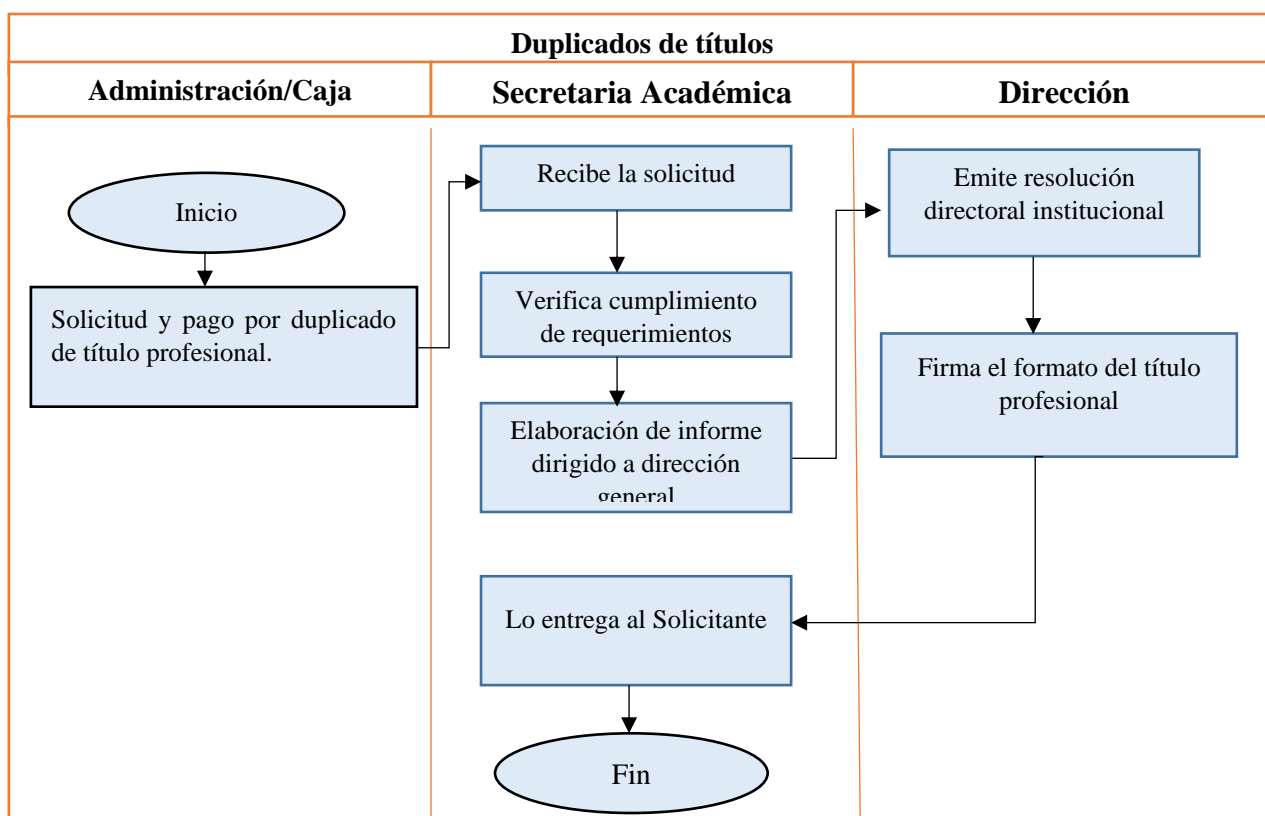 Duplicados de títulos
Administración/Caja
Secretaria Académica
Dirección
Inicio
Solicitud y pago por duplicado
de título profesional.
Recibe la solicitud
Verifica cumplimiento
de requerimientos
Elaboración de informe
dirigido a dirección
general
Emite resolución
directoral institucional
Firma el formato del título
profesional
Lo entrega al Solicitante
Fin